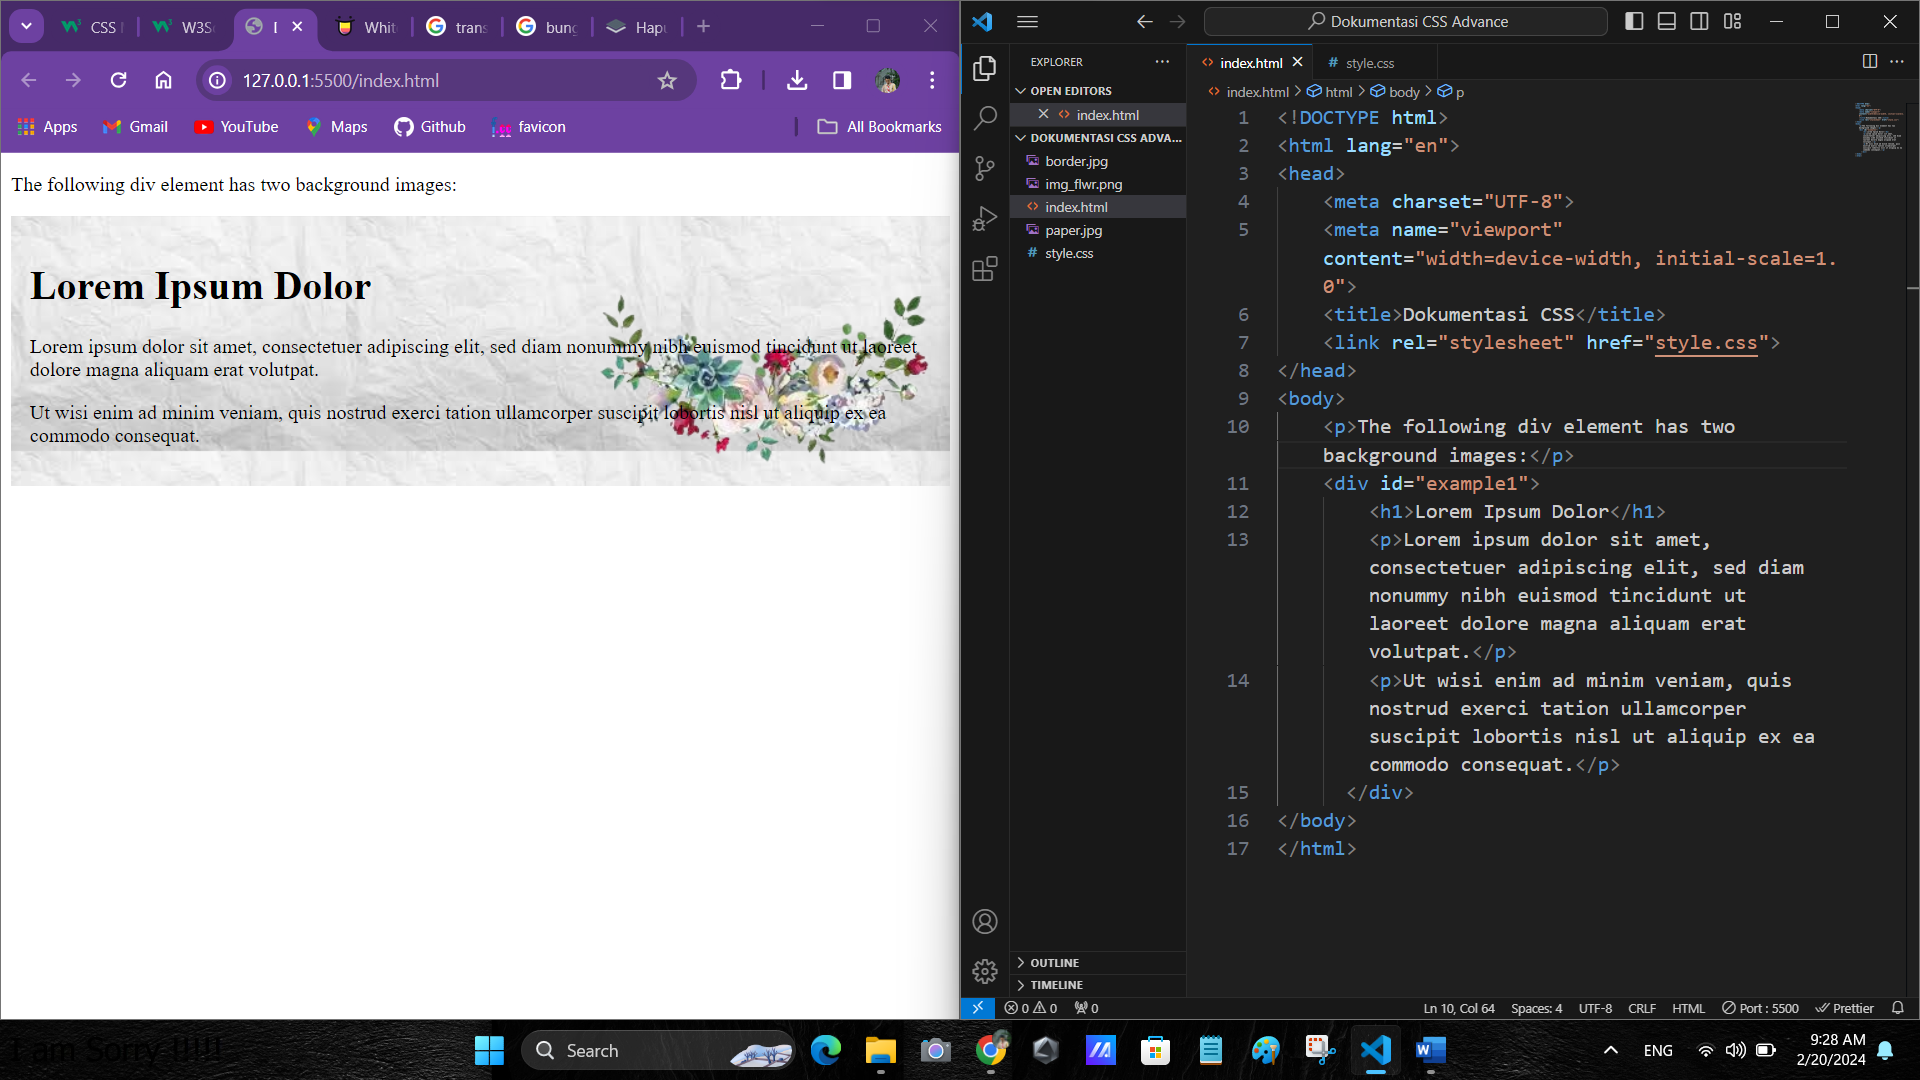 CSS
W3S
Whit
trans
bung
Hapu
127.0.0.1:5500/index.html
Apps
Gmail
YouTube
Maps
Github
favicon
All Bookmarks
The following div element has two background images:
Lorem Ipsum Dolor
Lorem ipsum dolor sit amet, consectetuer adipiscing elit, sed diam nonummy nibh euismod tincidunt ut laoreet
dolore magna aliquam erat volutpat.
Ut wisi enim ad minim veniam, quis nostrud exerci tation ullamcorper suscipit lobortis nisl ut aliquip ex ea
commodo consequat.
Dokumentasi CSS Advance
EXPLORER
OPEN EDITORS
index.html
DOKUMENTASI CSS ADVA...
border.jpg
img_flwr.png
index.html
paper.jpg
style.css
OUTLINE
TIMELINE
index.html
# style.css
index.html > html > body > p
1 <!DOCTYPE html>
2 <html lang="en">
3 <head>
4 <meta charset="UTF-8">
5 <meta name="viewport"
content="width=device-width, initial-scale=1.
0">
6 <title>Dokumentasi CSS</title>
7 <link rel="stylesheet" href="style.css">
8 </head>
9 <body>
10 <p>The following div element has two
background images:</p>
11 <div id="example1">
12 <h1>Lorem Ipsum Dolor</h1>
13 <p>Lorem ipsum dolor sit amet,
consectetuer adipiscing elit, sed diam
nonummy nibh euismod tincidunt ut
laoreet dolore magna aliquam erat
volutpat.</p>
14 <p>Ut wisi enim ad minim veniam, quis
nostrud exerci tation ullamcorper
suscipit lobortis nisl ut aliquip ex ea
commodo consequat.</p>
15 </div>
16 </body>
17 </html>
0 0 0
Ln 10, Col 64 Spaces: 4 UTF-8 CRLF HTML Port : 5500 Prettier
Search
ENG
9:28 AM
2/20/2024